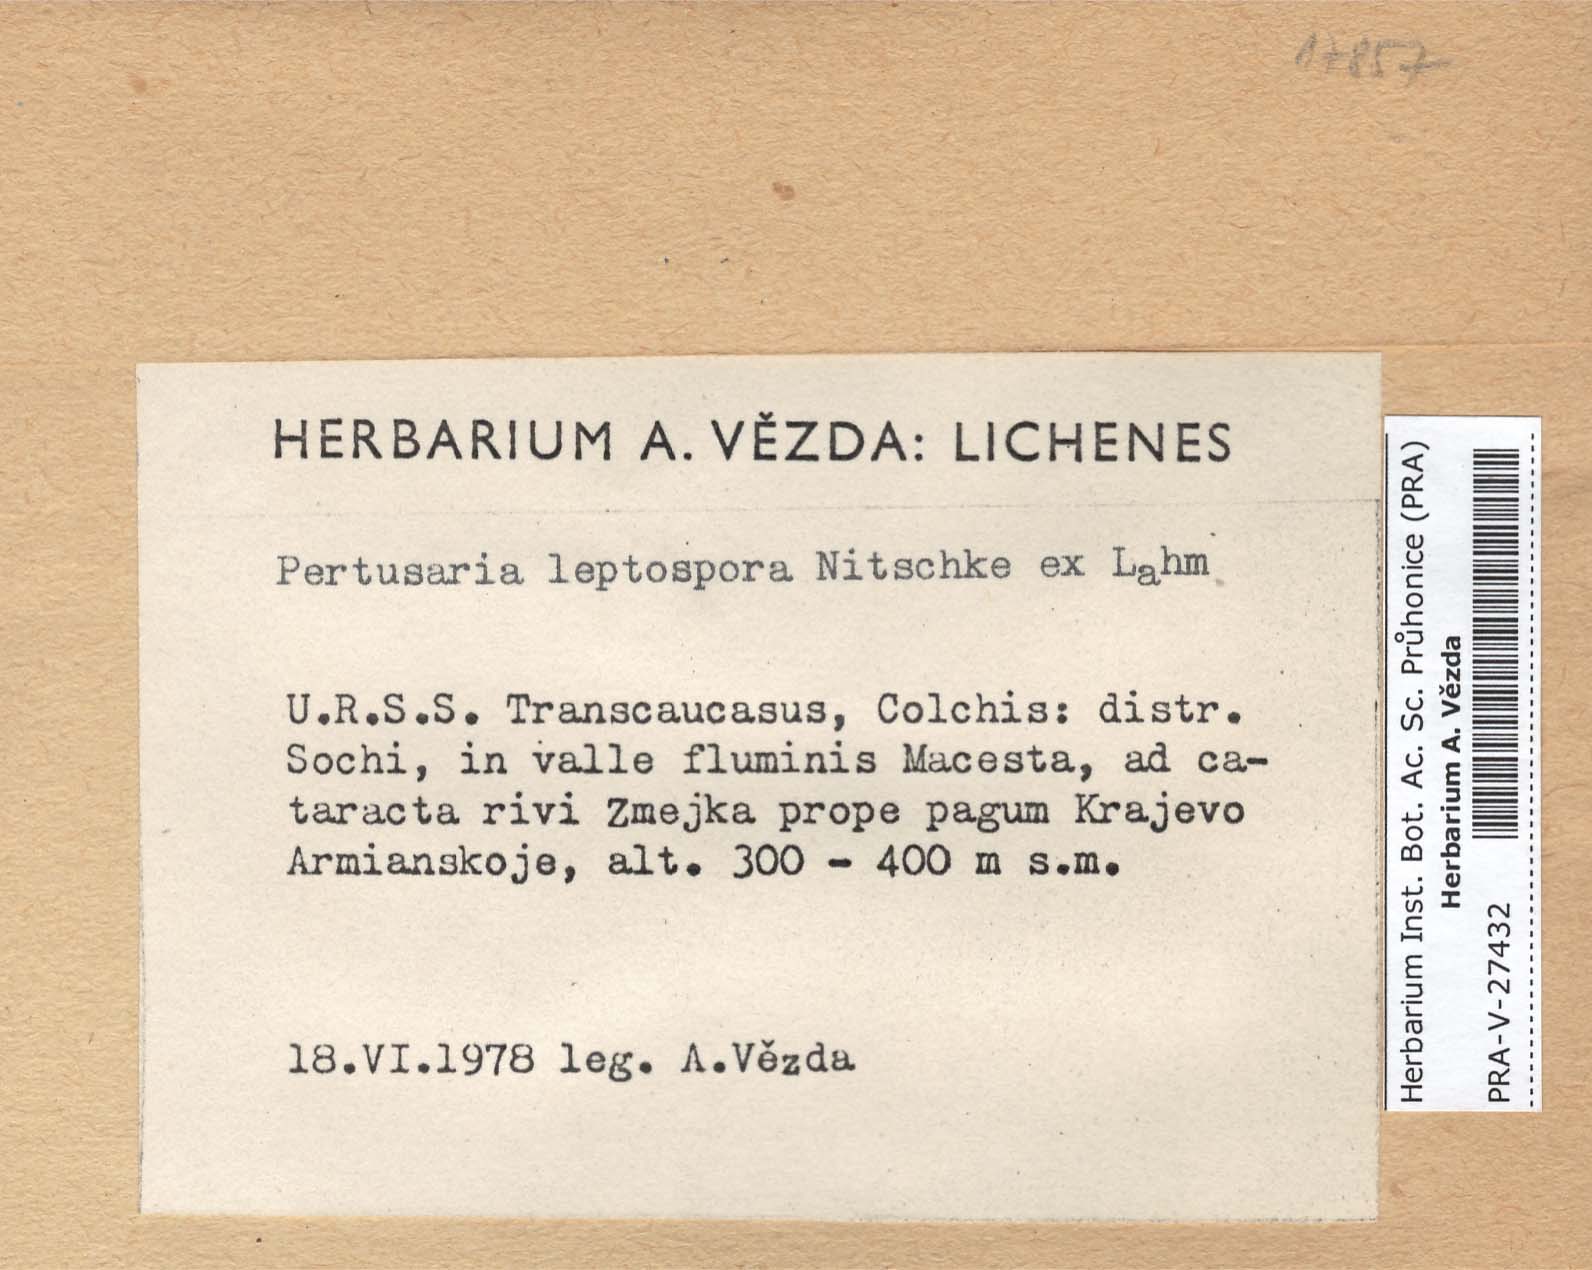 17857
HERBARIUM A. VĚZDA: LICHENES
Pertusaria leptospora Nitschke ex Lahm
U.R.S.S. Transcaucasus, Colchis: distr.
Sochi, in valle fluminis Macesta, ad ca-
taracta rivi Zmejka prope pagum Krajevo
Armianskoje, alt. 300 - 400 m s.m.
18.VI.1978 leg. A.Vězda
Herbarium Inst. Bot. Ac. Sc. Průhonice (PRA)
Herbarium A. Vězda
PRA-V-27432